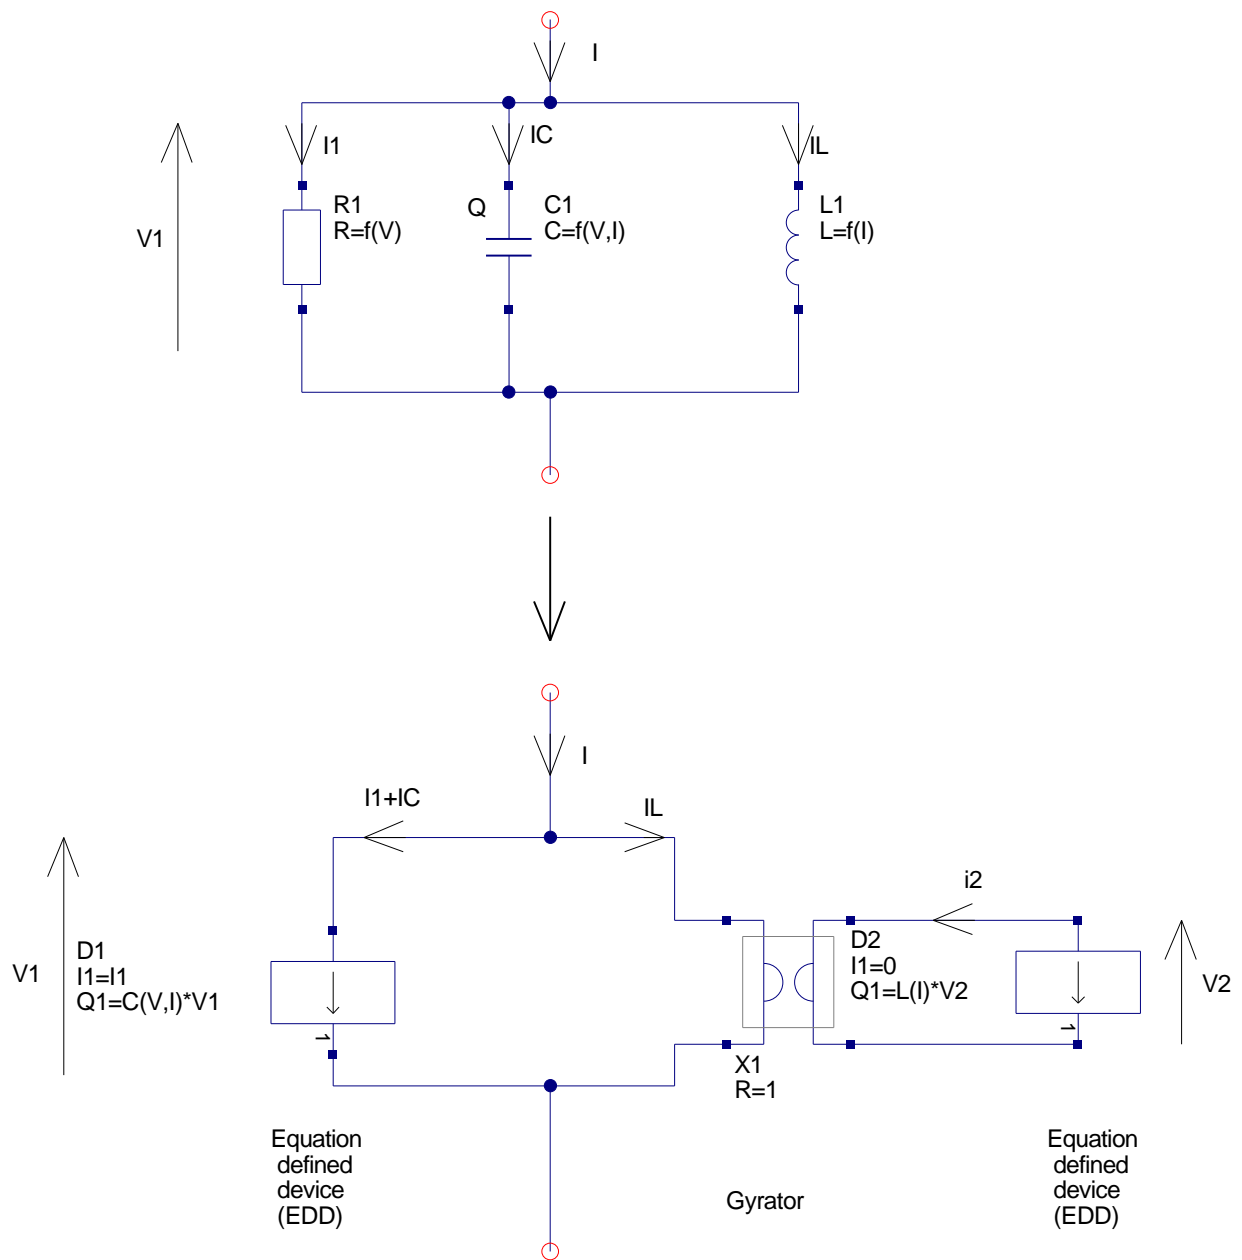 I
I1
IC
IL
V1
R1
R=f(V)
Q
C1
C=f(V,I)
L1
L=f(I)
I
I1+IC
IL
i2
V1
D1
I1=I1
Q1=C(V,I)*V1
1
D2
I1=0
Q1=L(I)*V2
1
V2
X1
R=1
Equation
defined
device
(EDD)
Gyrator
Equation
defined
device
(EDD)